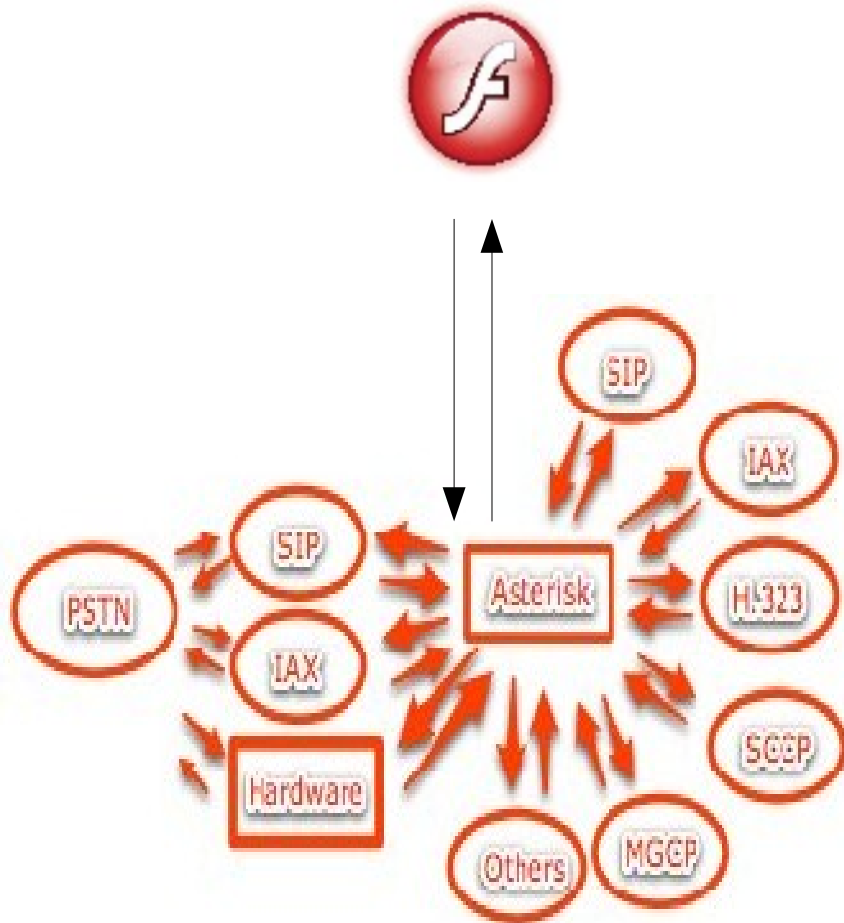 SIP
IAX
SIP
Asterisk
H.323
PSTN
IAX
SCCP
Hardware
Others
MGCP